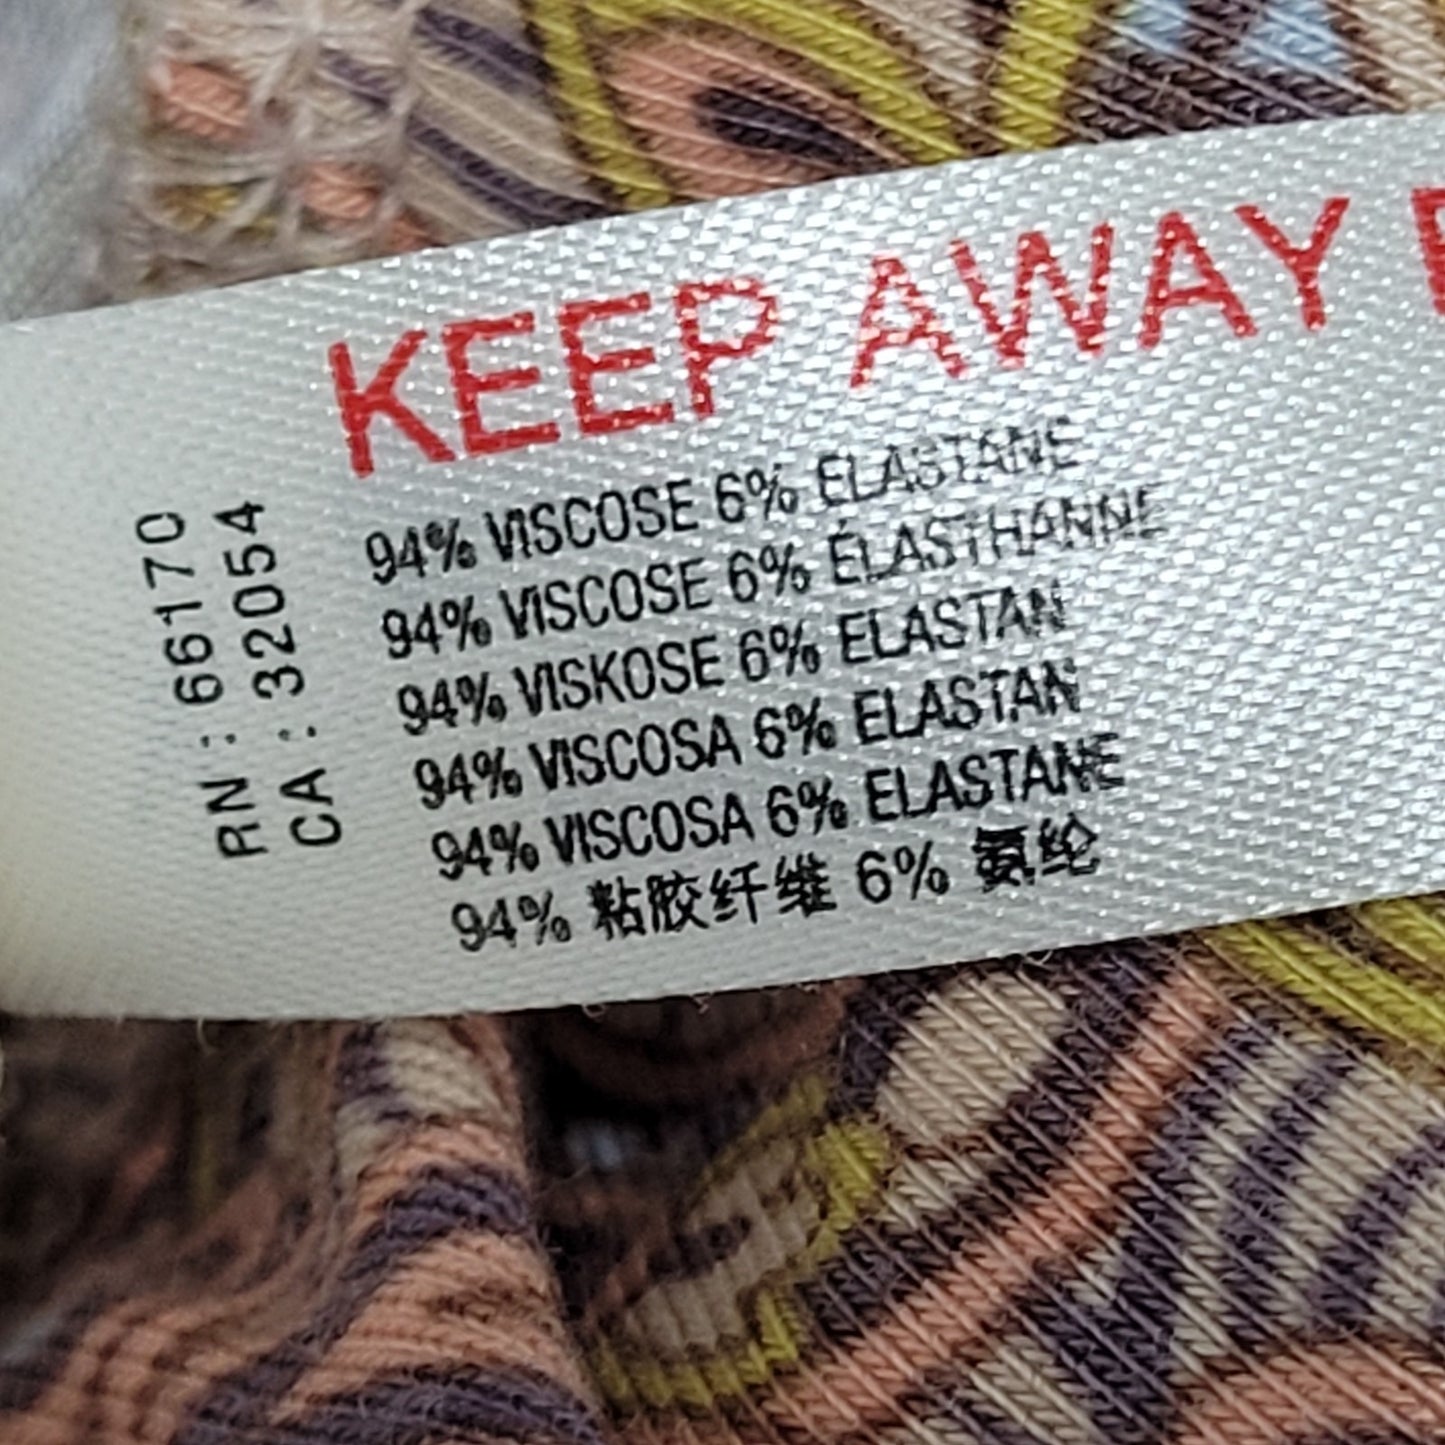 KEEP AWAY
94% VISCOSE 6% ELASTANE
94% VISCOSE 6% ÉLASTHANNE
94% VISKOSE 6% ELASTAN
94% VISCOSA 6% ELASTAN
94% VISCOSA 6% ELASTANE
94% 粘胶纤维 6% 氨纶
RN : 66170
CA : 32054